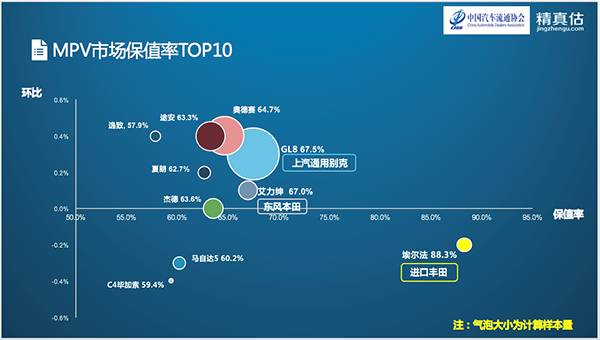 中国汽车流通协会
China Automobile Dealers Association
精真估
jingzhengu.com
MPV市场保值率TOP10
环比
0.6%
0.4%
0.2%
0.0%
-0.2%
-0.4%
-0.6%
逸致, 57.9%
途安 63.3%
奥德赛 64.7%
GL8 67.5%
上汽通用别克
夏朗 62.7%
艾力绅 67.0%
东风本田
杰德 63.6%
50.0%
55.0%
60.0%
65.0%
70.0%
75.0%
80.0%
85.0%
90.0%
95.0%
保值率
马自达5 60.2%
C4毕加索 59.4%
埃尔法 88.3%
进口丰田
注：气泡大小为计算样本量